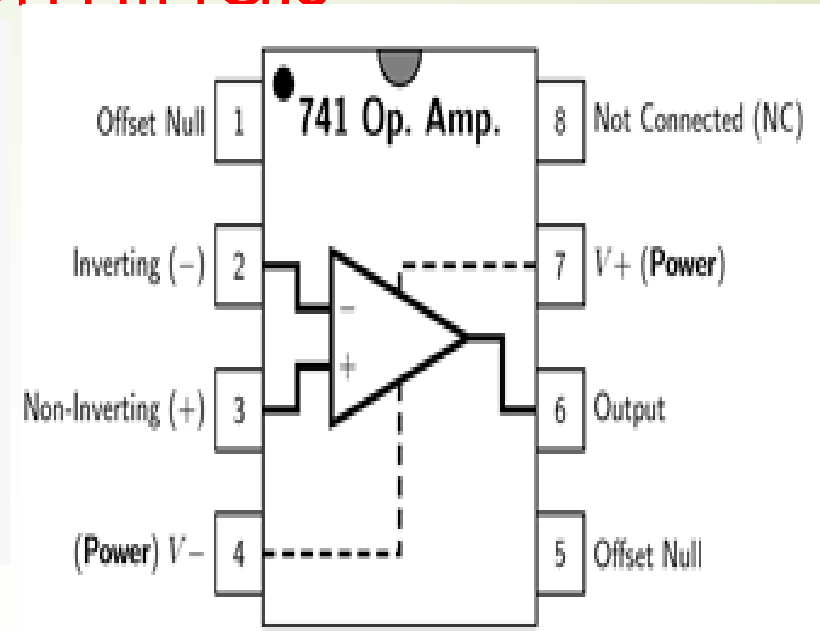 741 Op. Amp.
Offset Null 1
8 Not Connected (NC)
Inverting (−) 2
7 V+ (Power)
−
+
Non-Inverting (+) 3
6 Output
(Power) V− 4
5 Offset Null